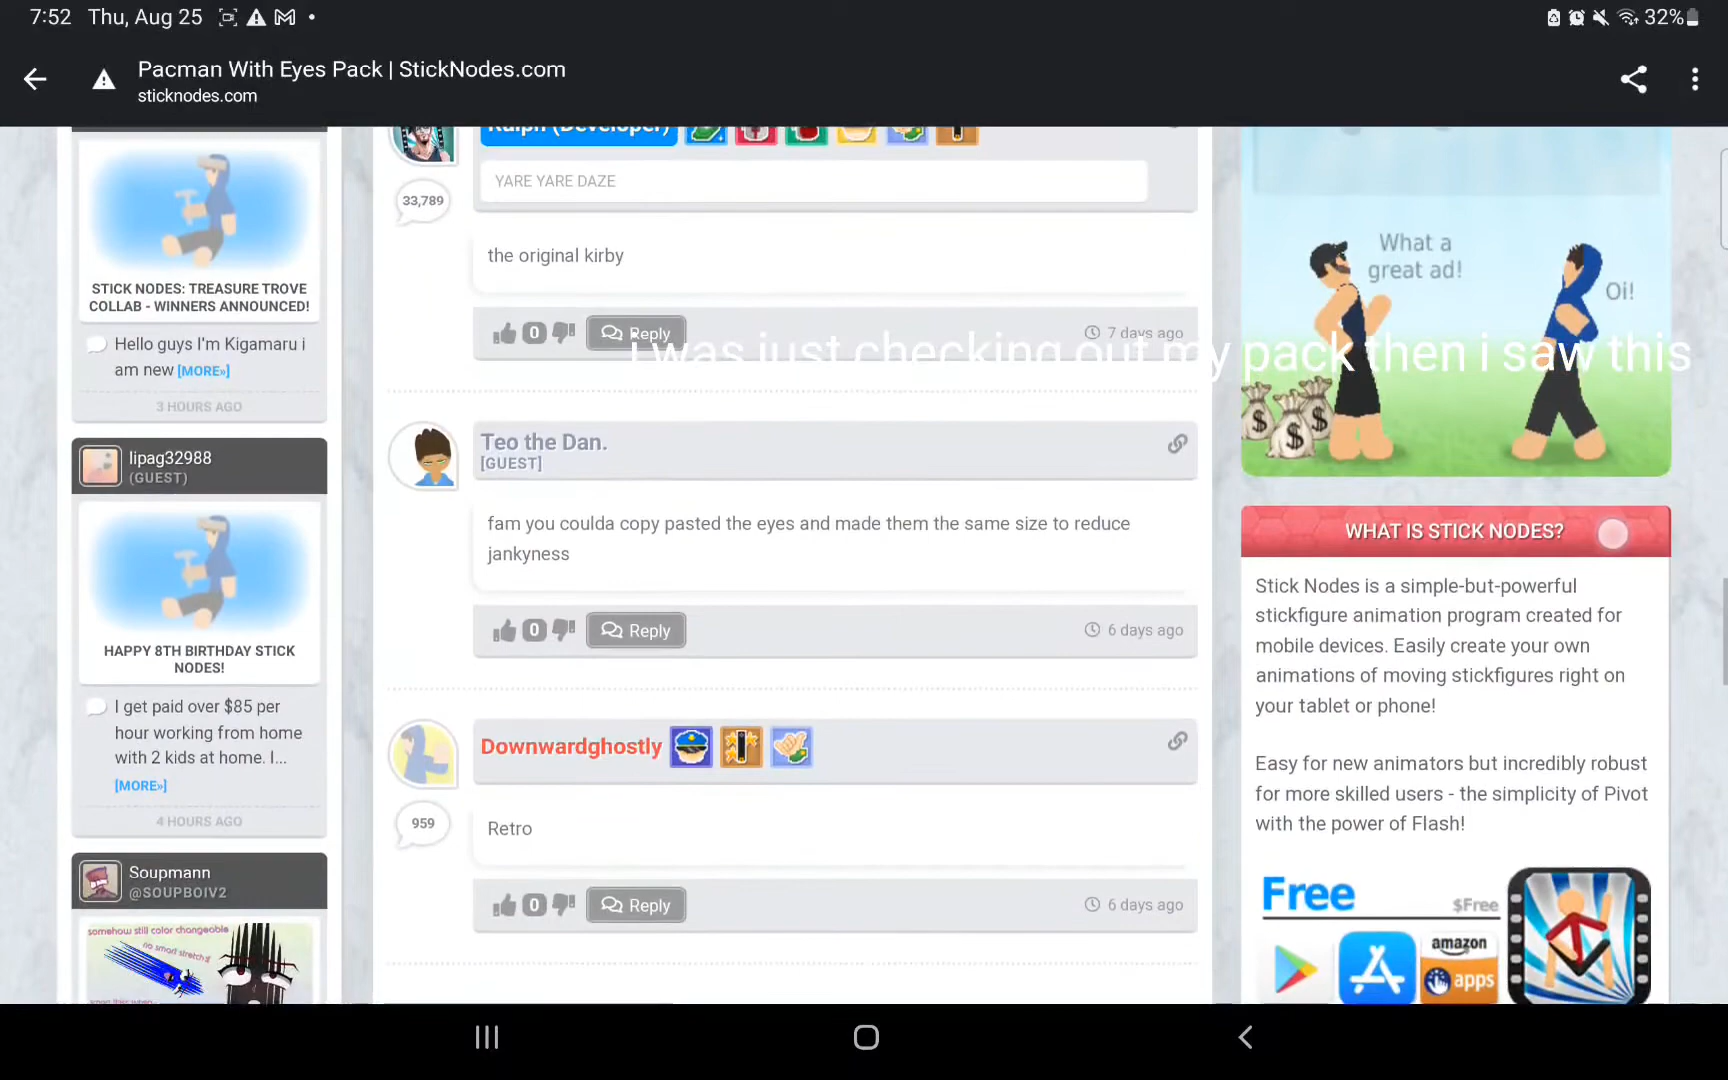 7:52 Thu, Aug 25
32%
Pacman With Eyes Pack | StickNodes.com
sticknodes.com
STICK NODES: TREASURE TROVE
COLLAB - WINNERS ANNOUNCED!
Hello guys I'm Kigamaru i
am new [MORE»]
3 HOURS AGO
lipag32988
(GUEST)
HAPPY 8TH BIRTHDAY STICK
NODES!
I get paid over $85 per
hour working from home
with 2 kids at home. I...
[MORE»]
4 HOURS AGO
Soupmann
@SOUPBOIV2
somehow still color changeable
no smart stretch
Ralph (Developer)
33,789
YARE YARE DAZE
the original kirby
0
Reply
7 days ago
i was just checking out my pack then i saw this
Teo the Dan.
[GUEST]
fam you coulda copy pasted the eyes and made them the same size to reduce
jankyness
0
Reply
6 days ago
Downwardghostly
959
Retro
0
Reply
6 days ago
What a
great ad!
Oi!
$
$
$
WHAT IS STICK NODES?
Stick Nodes is a simple-but-powerful
stickfigure animation program created for
mobile devices. Easily create your own
animations of moving stickfigures right on
your tablet or phone!
Easy for new animators but incredibly robust
for more skilled users - the simplicity of Pivot
with the power of Flash!
Free
$Free
amazon
apps